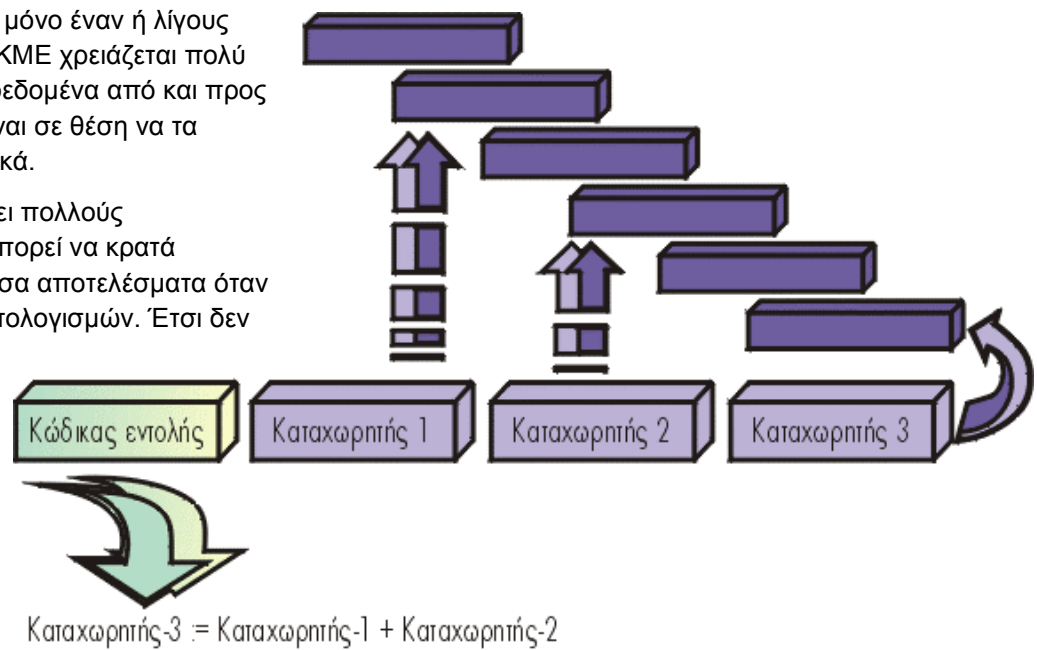 μόνο έναν ή λίγους
ΚΜΕ χρειάζεται πολύ
εδομένα από και προς
ναι σε θέση να τα
κά.
ει πολλούς
πορεί να κρατά
σα αποτελέσματα όταν
τολογισμών. Έτσι δεν
Κώδικας εντολής Καταχωρητής 1 Καταχωρητής 2 Καταχωρητής 3
Καταχωρητής-3 := Καταχωρητής-1 + Καταχωρητής-2